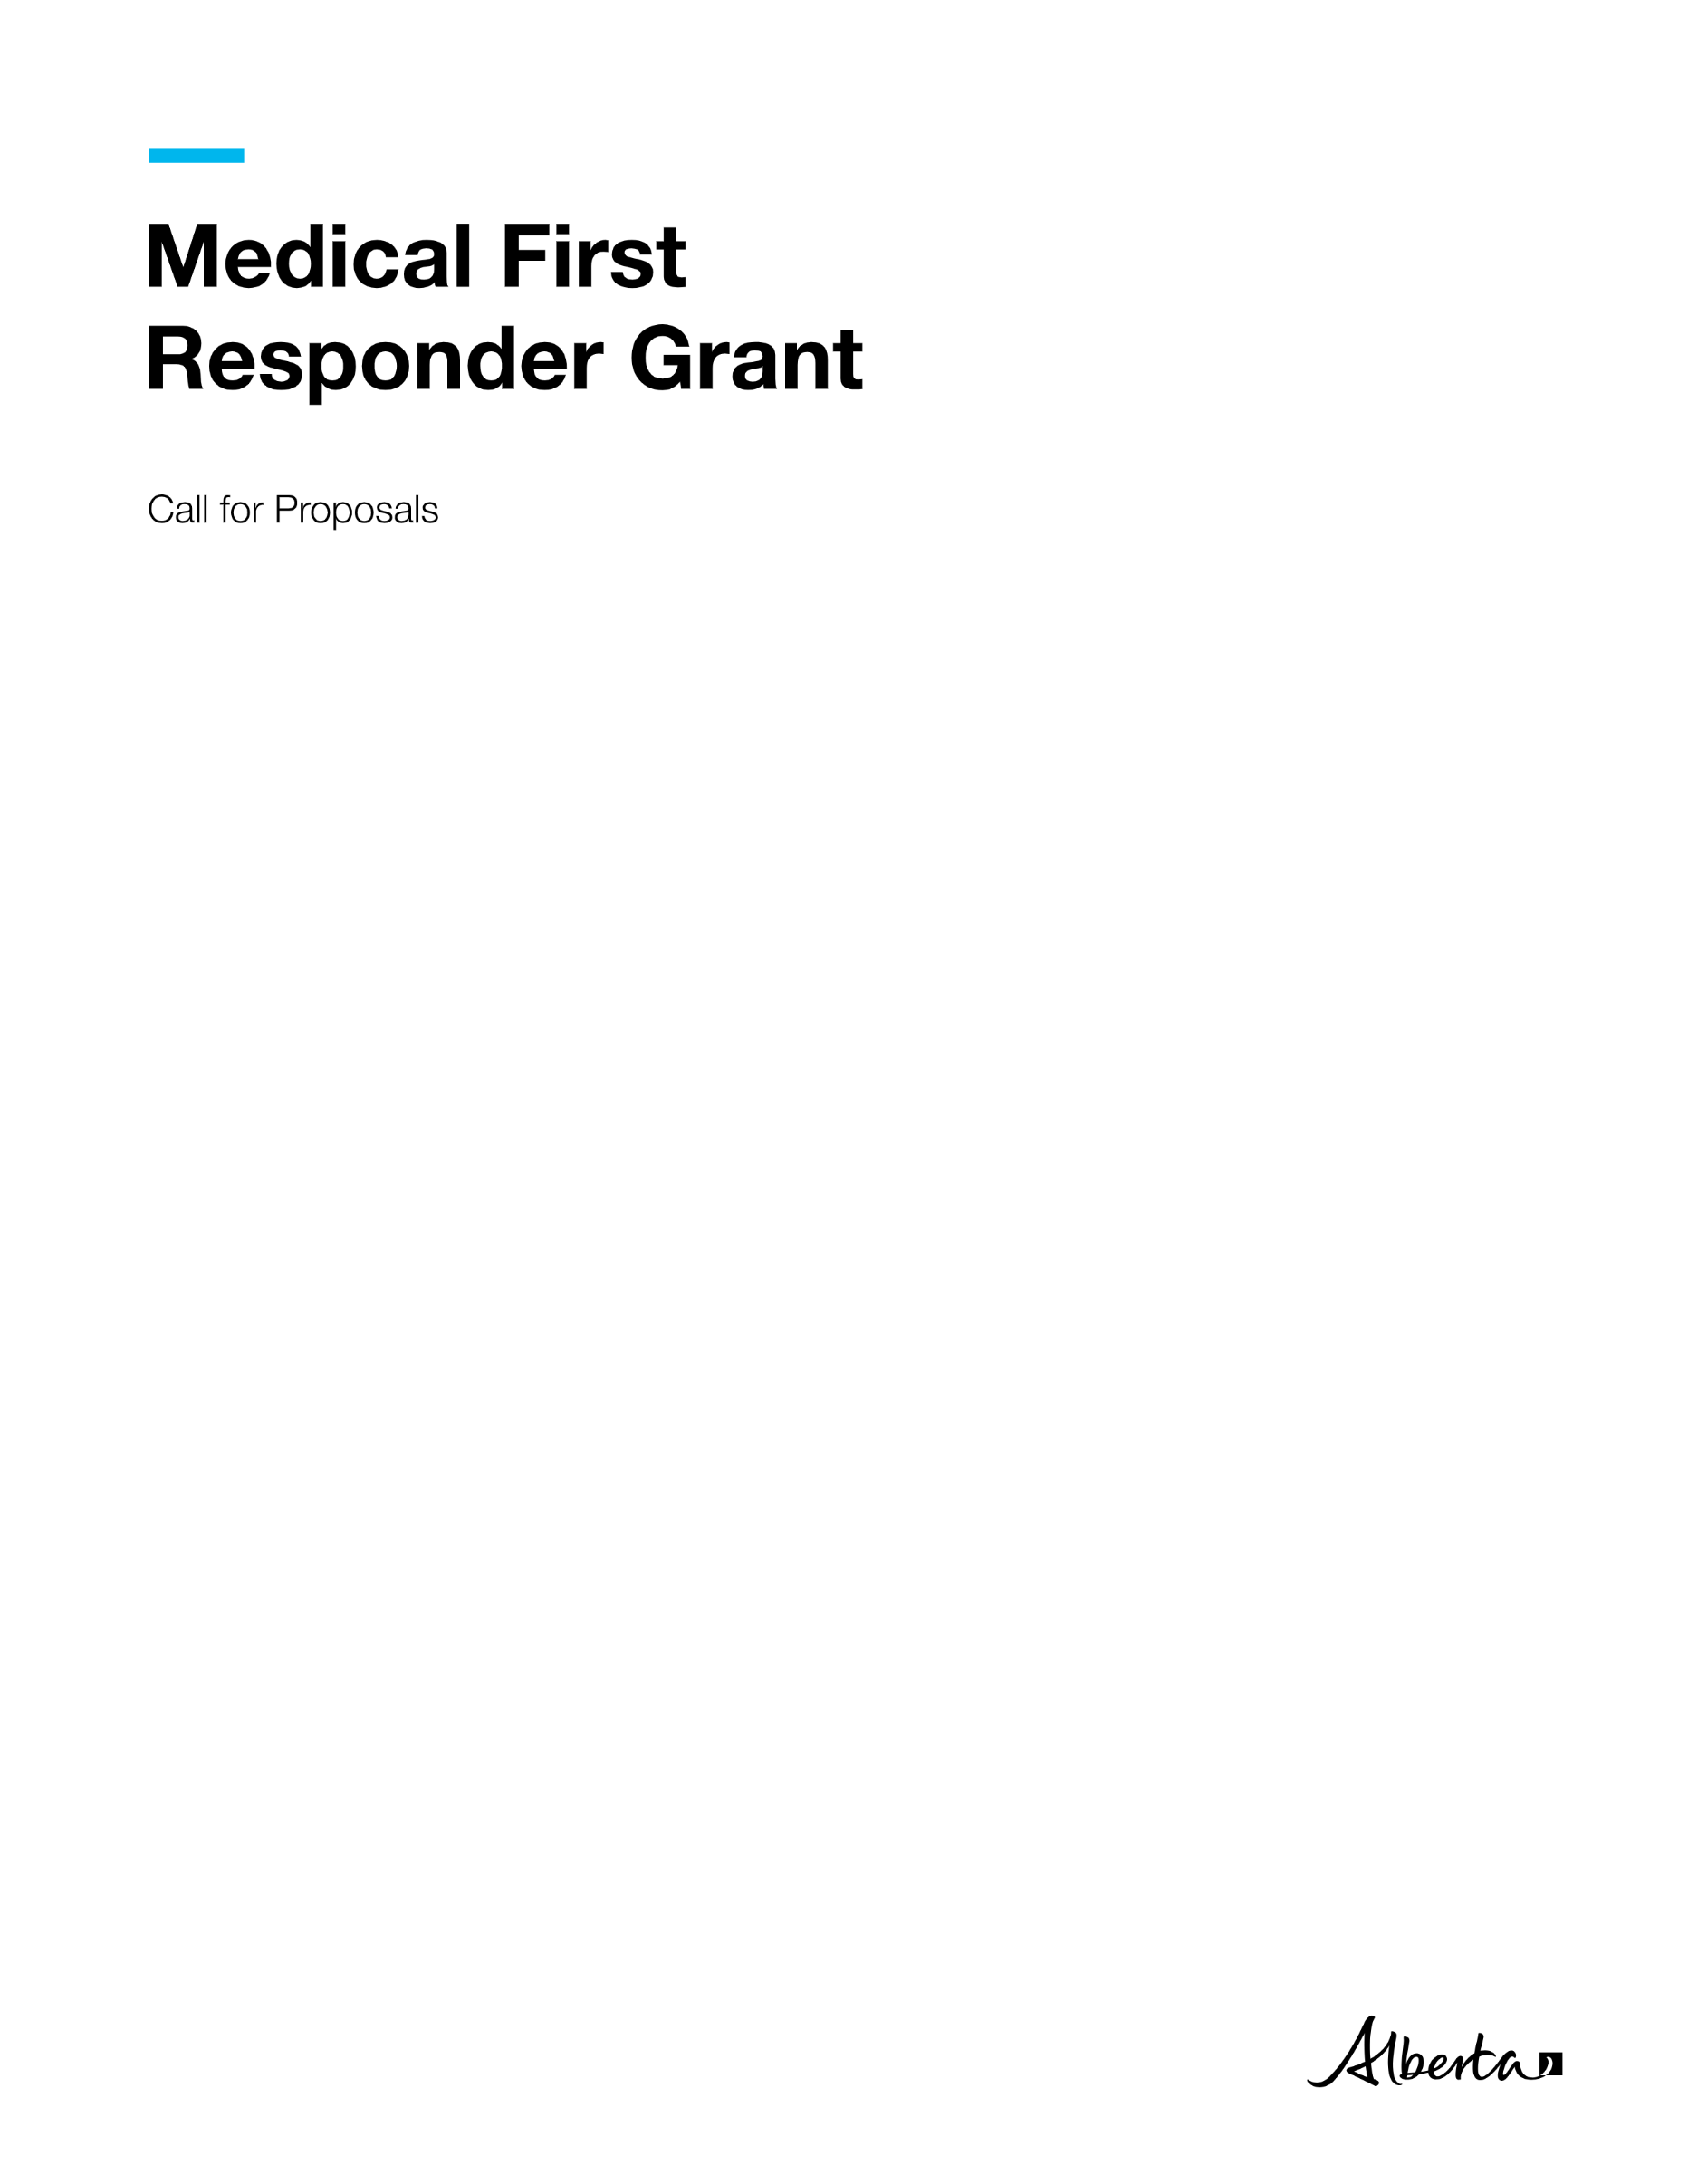 Medical First
Responder Grant
Call for Proposals
Alberta